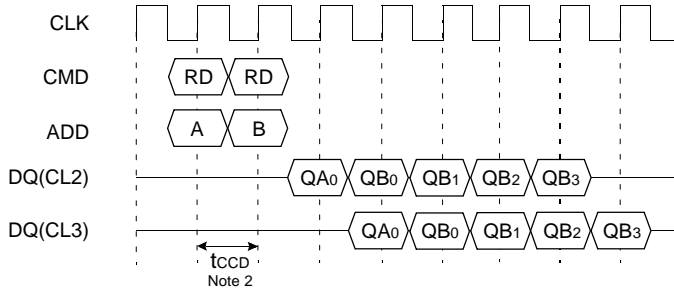 CLK
CMD RD RD
ADD A B
DQ(CL2) QA0 QB0 QB1 QB2 QB3
DQ(CL3) QA0 QB0 QB1 QB2 QB3
tCCD
Note 2